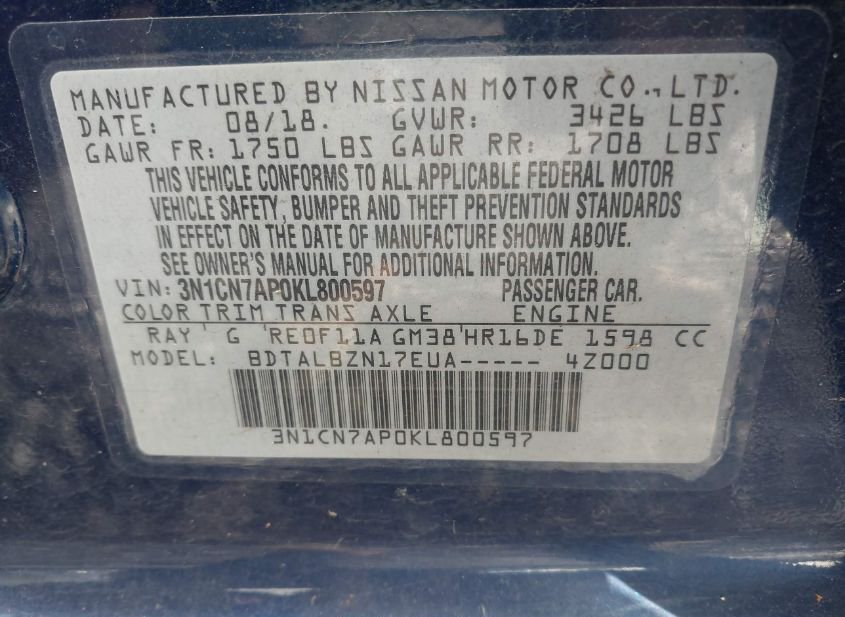 MANUFACTURED BY NISSAN MOTOR CO., LTD.
DATE: 08/18. GVWR: 3426 LBS
GAWR FR: 1750 LBS GAWR RR: 1708 LBS
THIS VEHICLE CONFORMS TO ALL APPLICABLE FEDERAL MOTOR
VEHICLE SAFETY, BUMPER AND THEFT PREVENTION STANDARDS
IN EFFECT ON THE DATE OF MANUFACTURE SHOWN ABOVE.
SEE OWNER'S MANUAL FOR ADDITIONAL INFORMATION.
VIN: 3N1CN7AP0KL800597 PASSENGER CAR.
COLOR TRIM TRANS AXLE ENGINE
RAY G RE0F11A GM38 HR16DE 1598 CC
MODEL: BDTALBZN17EUA----- 4Z000
3N1CN7AP0KL800597